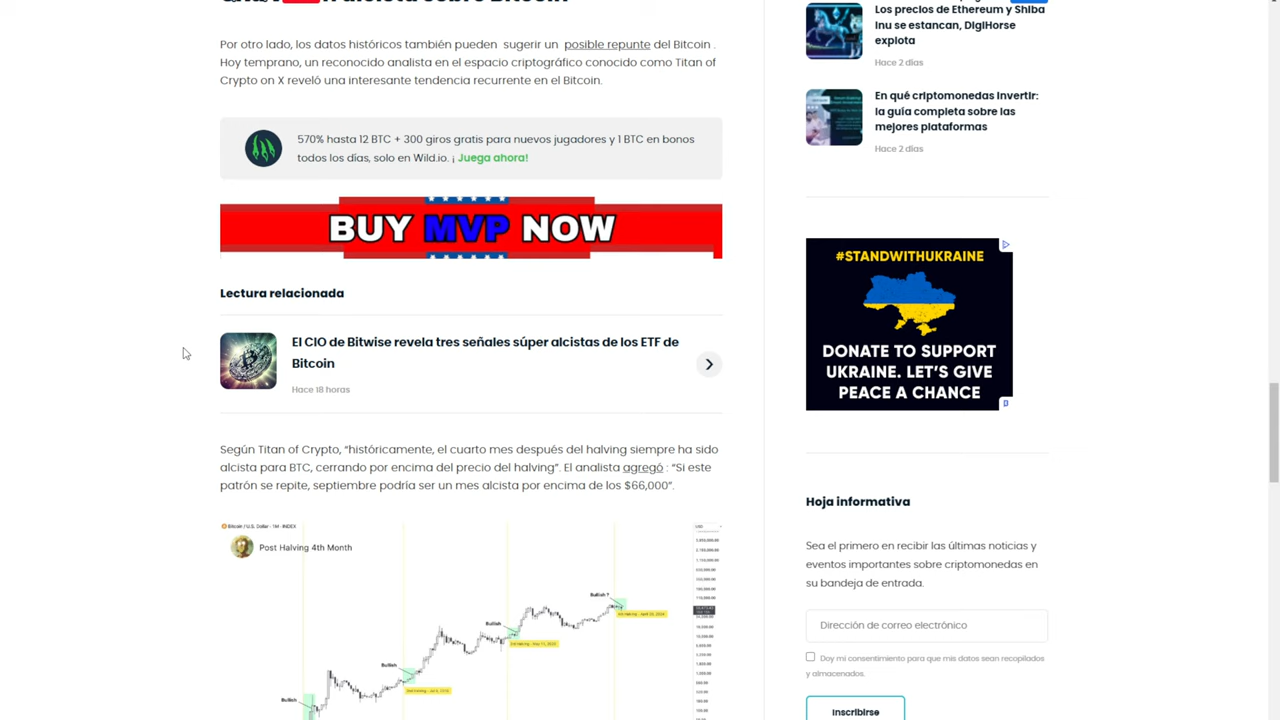 Por otro lado, los datos históricos también pueden sugerir un posible repunte del Bitcoin .
Hoy temprano, un reconocido analista en el espacio criptográfico conocido como Titan of
Crypto on X reveló una interesante tendencia recurrente en el Bitcoin.
570% hasta 12 BTC + 300 giros gratis para nuevos jugadores y 1 BTC en bonos
todos los días, solo en Wild.io. ¡ Juega ahora!
BUY MVP NOW
Lectura relacionada
El CIO de Bitwise revela tres señales súper alcistas de los ETF de
Bitcoin
Hace 18 horas
Según Titan of Crypto, “históricamente, el cuarto mes después del halving siempre ha sido
alcista para BTC, cerrando por encima del precio del halving”. El analista agregó : “Si este
patrón se repite, septiembre podría ser un mes alcista por encima de los $66,000”.
Bitcoin / U.S. Dollar · 1M · INDEX
Post Halving 4th Month
Bullish ?
Bullish
Bullish
Bullish
Los precios de Ethereum y Shiba
Inu se estancan, DigiHorse
explota
Hace 2 días
En qué criptomonedas invertir:
la guía completa sobre las
mejores plataformas
Hace 2 días
#STANDWITHUKRAINE
DONATE TO SUPPORT
UKRAINE. LET'S GIVE
PEACE A CHANCE
Hoja informativa
Sea el primero en recibir las últimas noticias y
eventos importantes sobre criptomonedas en
su bandeja de entrada.
Dirección de correo electrónico
Doy mi consentimiento para que mis datos sean recopilados
y almacenados.
Inscribirse